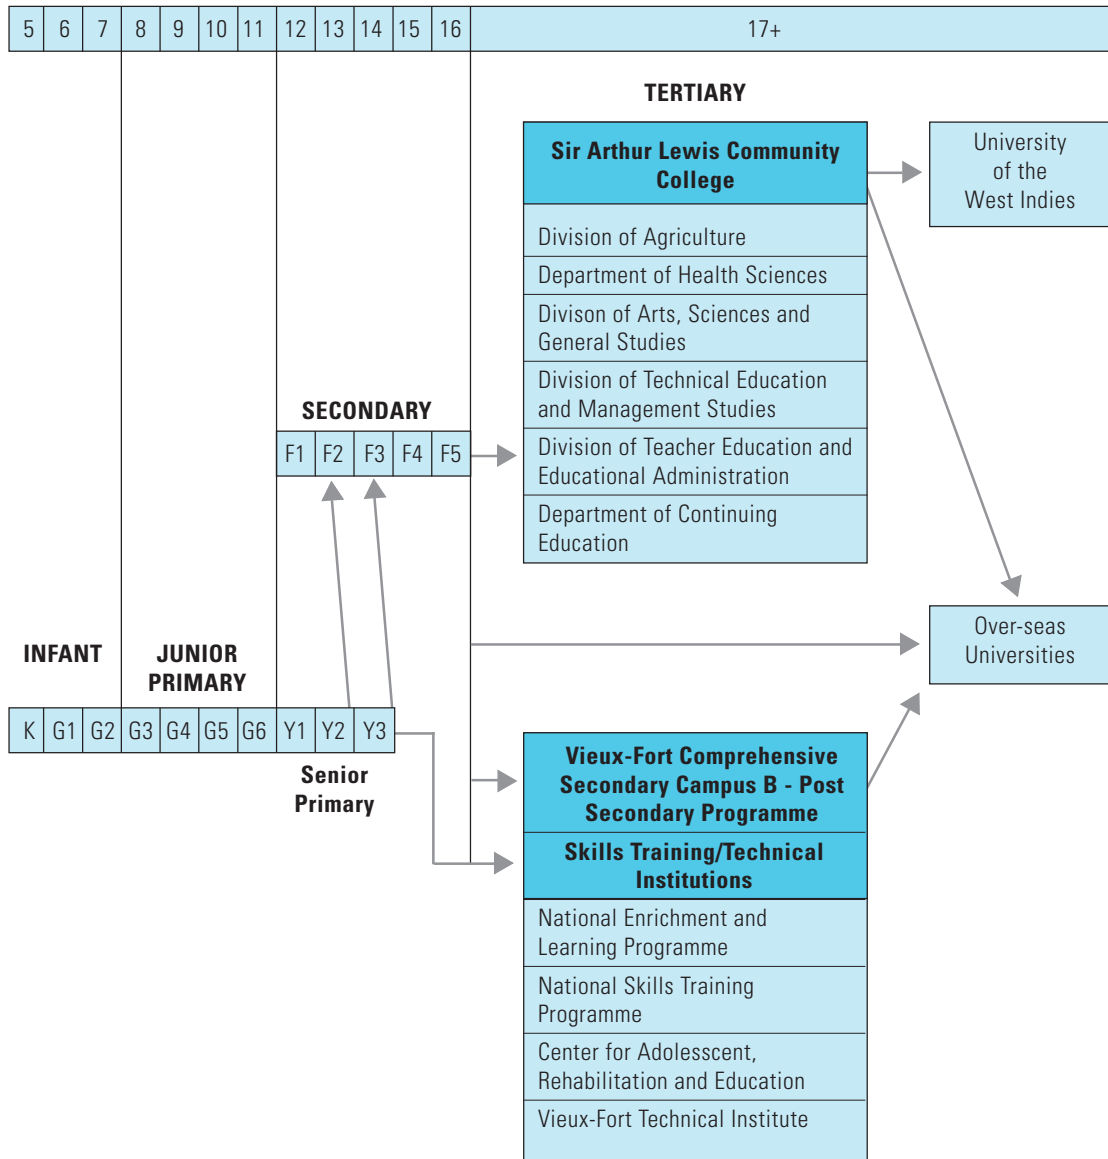 5 6 7 8 9 10 11 12 13 14 15 16 17+
TERTIARY
Sir Arthur Lewis Community
College
Division of Agriculture
Department of Health Sciences
Divison of Arts, Sciences and
General Studies
Division of Technical Education
and Management Studies
Division of Teacher Education and
Educational Administration
Department of Continuing
Education
University
of the
West Indies
SECONDARY
F1 F2 F3 F4 F5
Over-seas
Universities
INFANT
JUNIOR
PRIMARY
K G1 G2 G3 G4 G5 G6 Y1 Y2 Y3
Senior
Primary
Vieux-Fort Comprehensive
Secondary Campus B - Post
Secondary Programme
Skills Training/Technical
Institutions
National Enrichment and
Learning Programme
National Skills Training
Programme
Center for Adolesscent,
Rehabilitation and Education
Vieux-Fort Technical Institute